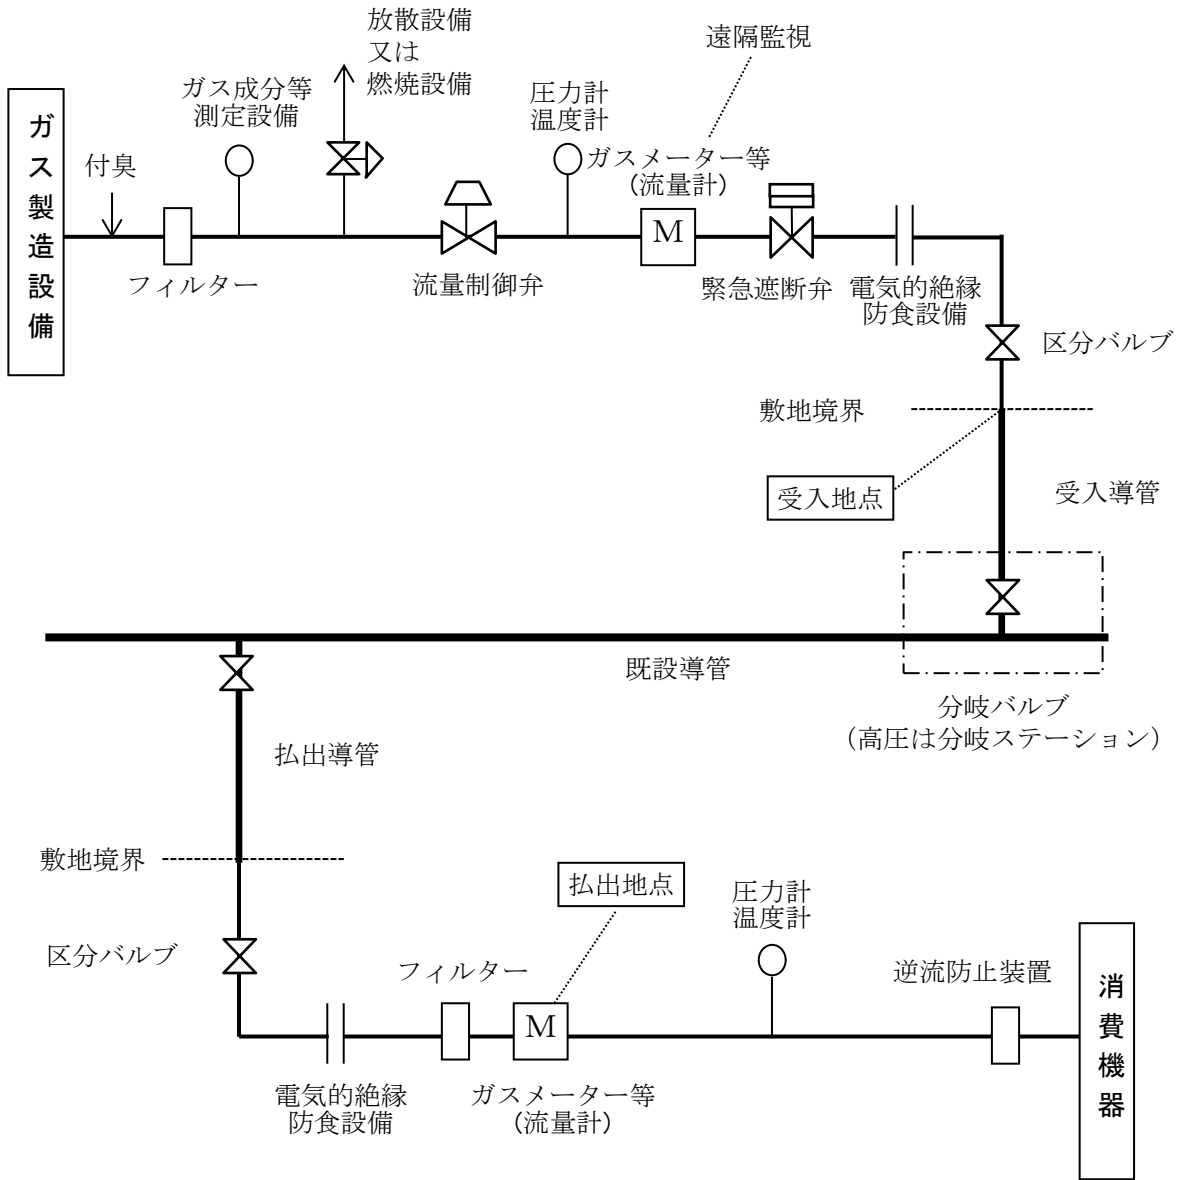 放散設備
又は
燃焼設備
遠隔監視
ガス成分等
測定設備
圧力計
温度計
ガス製造設備
付臭
ガスメーター等
(流量計)
M
フィルター
流量制御弁
緊急遮断弁
電気的絶縁
防食設備
区分バルブ
敷地境界
受入地点
受入導管
既設導管
分岐バルブ
（高圧は分岐ステーション）
払出導管
敷地境界
払出地点
圧力計
温度計
区分バルブ
フィルター
逆流防止装置
M
消費機器
電気的絶縁
防食設備
ガスメーター等
(流量計)